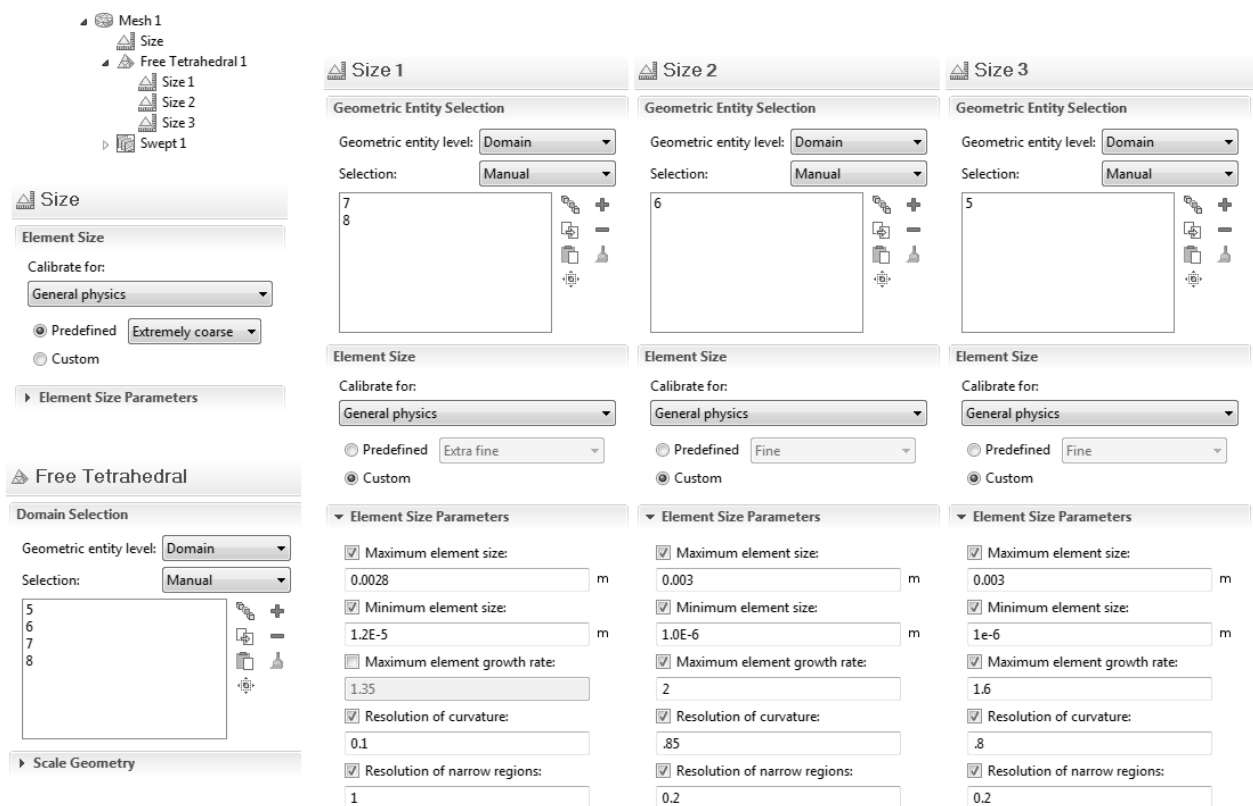 Mesh 1
Size
Free Tetrahedral 1
Size 1
Size 2
Size 3
Swept 1
Size
Element Size
Calibrate for:
General physics
Predefined Extremely coarse
Custom
Element Size Parameters
Free Tetrahedral
Domain Selection
Geometric entity level: Domain
Selection: Manual
5
6
7
8
Scale Geometry
Size 1
Geometric Entity Selection
Geometric entity level: Domain
Selection: Manual
7
8
Element Size
Calibrate for:
General physics
Predefined Extra fine
Custom
Element Size Parameters
Maximum element size:
0.0028 m
Minimum element size:
1.2E-5 m
Maximum element growth rate:
1.35
Resolution of curvature:
0.1
Resolution of narrow regions:
1
Size 2
Geometric Entity Selection
Geometric entity level: Domain
Selection: Manual
6
Element Size
Calibrate for:
General physics
Predefined Fine
Custom
Element Size Parameters
Maximum element size:
0.003 m
Minimum element size:
1.0E-6 m
Maximum element growth rate:
2
Resolution of curvature:
.85
Resolution of narrow regions:
0.2
Size 3
Geometric Entity Selection
Geometric entity level: Domain
Selection: Manual
5
Element Size
Calibrate for:
General physics
Predefined Fine
Custom
Element Size Parameters
Maximum element size:
0.003 m
Minimum element size:
1e-6 m
Maximum element growth rate:
1.6
Resolution of curvature:
.8
Resolution of narrow regions:
0.2